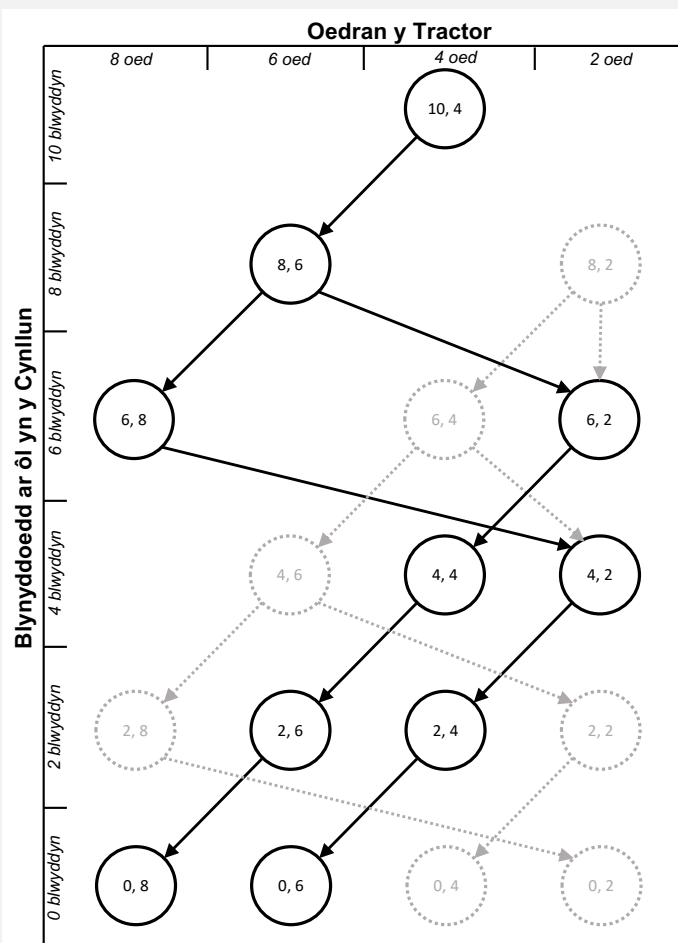 Oedran y Tractor
8 oed
6 oed
4 oed
2 oed
Blynyddoedd ar ôl yn y Cynllun
10 blwyddyn
10, 4
8 blwyddyn
8, 6
8, 2
6 blwyddyn
6, 8
6, 4
6, 2
4 blwyddyn
4, 6
4, 4
4, 2
2 blwyddyn
2, 8
2, 6
2, 4
2, 2
0 blwyddyn
0, 8
0, 6
0, 4
0, 2